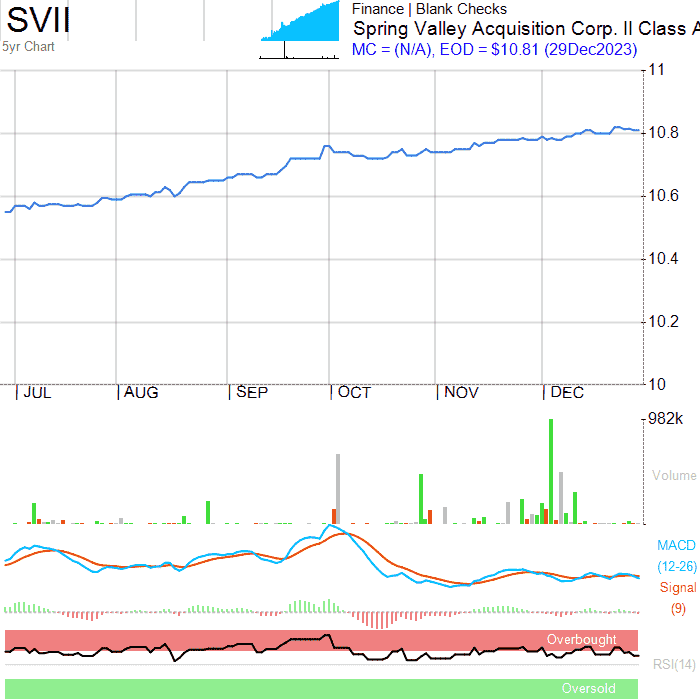 SVII
5yr Chart
Finance | Blank Checks
Spring Valley Acquisition Corp. II Class A
MC = (N/A), EOD = $10.81 (29Dec2023)
11
10.8
10.6
10.4
10.2
10
JUL AUG SEP OCT NOV DEC
982k
Volume
MACD
(12-26)
Signal
(9)
Overbought
RSI(14)
Oversold